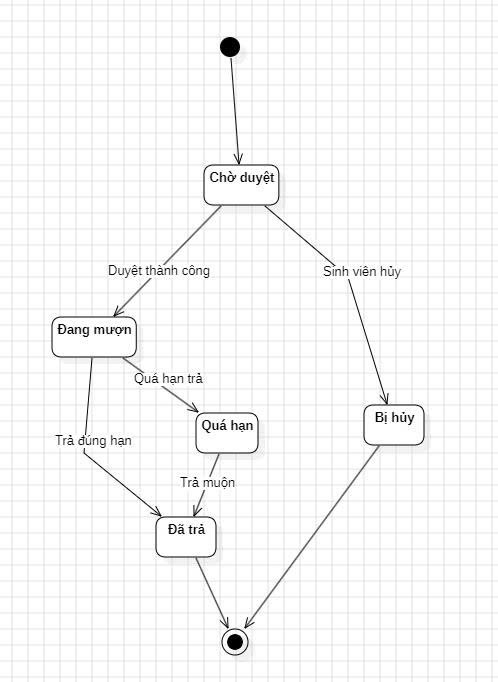 Chờ duyệt
Duyệt thành công
Sinh viên hủy
Đang mượn
Quá hạn trả
Quá hạn
Bị hủy
Trả đúng hạn
Trả muộn
Đã trả